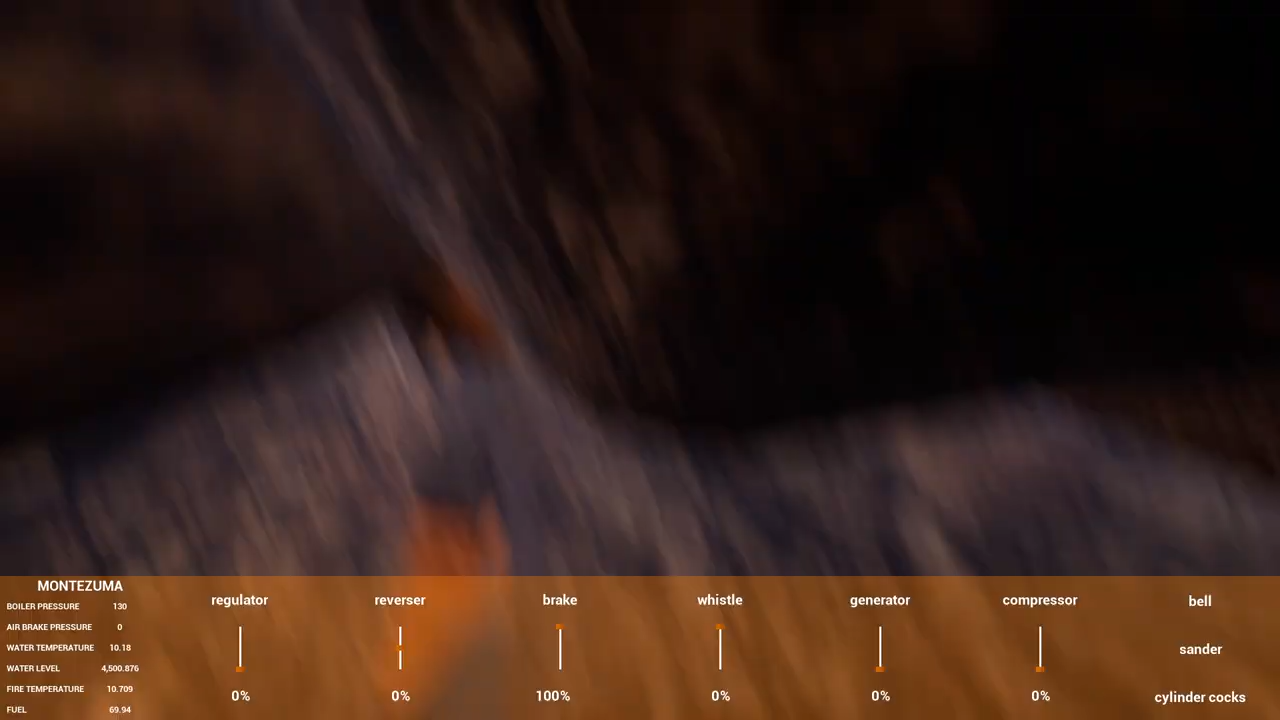 MONTEZUMA
BOILER PRESSURE 130
AIR BRAKE PRESSURE 0
WATER TEMPERATURE 10.18
WATER LEVEL 4,500.876
FIRE TEMPERATURE 10.709
FUEL 69.94
regulator
0%
reverser
0%
brake
100%
whistle
0%
generator
0%
compressor
0%
bell
sander
cylinder cocks